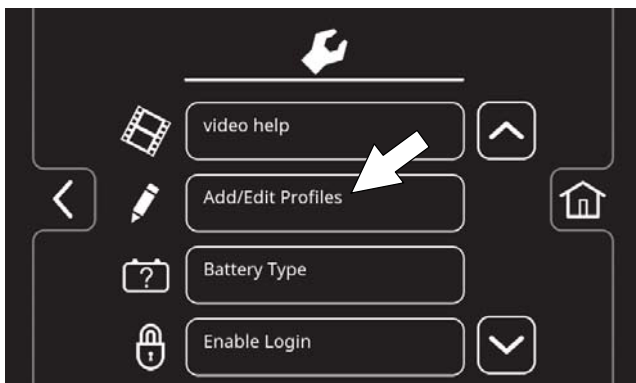 video help
Add/Edit Profiles
?
Battery Type
Enable Login